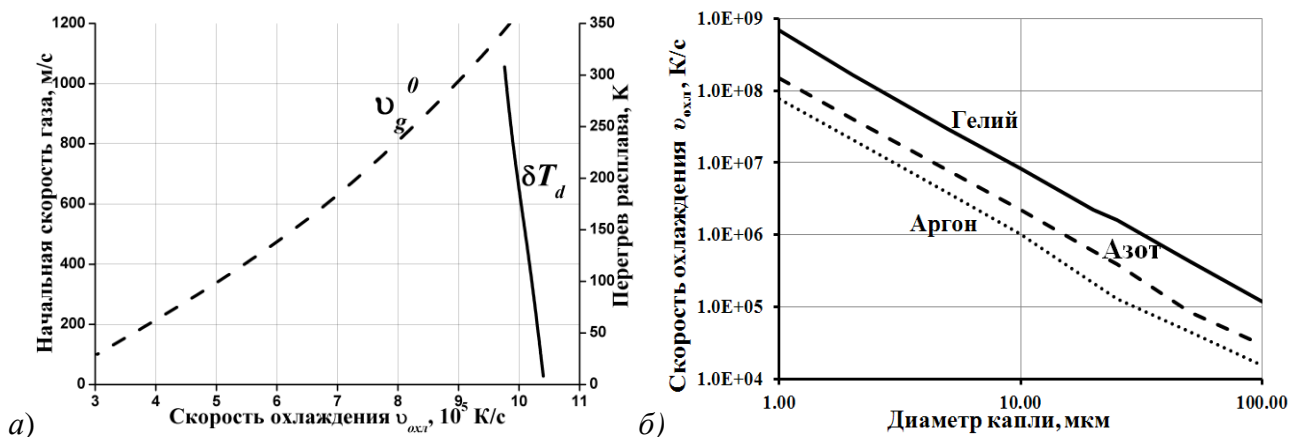 Начальная скорость газа, м/с
1200
1000
800
600
400
200
0
υg0
δTd
350
300
250
200
150
100
50
0
Перегрев расплава, К
3 4 5 6 7 8 9 10 11
Скорость охлаждения υохл, 10⁵ К/с
а)
Скорость охлаждения υохл, К/с
1.0E+09
1.0E+08
1.0E+07
1.0E+06
1.0E+05
1.0E+04
Гелий
Аргон
Азот
1.00 10.00 100.00
Диаметр капли, мкм
б)